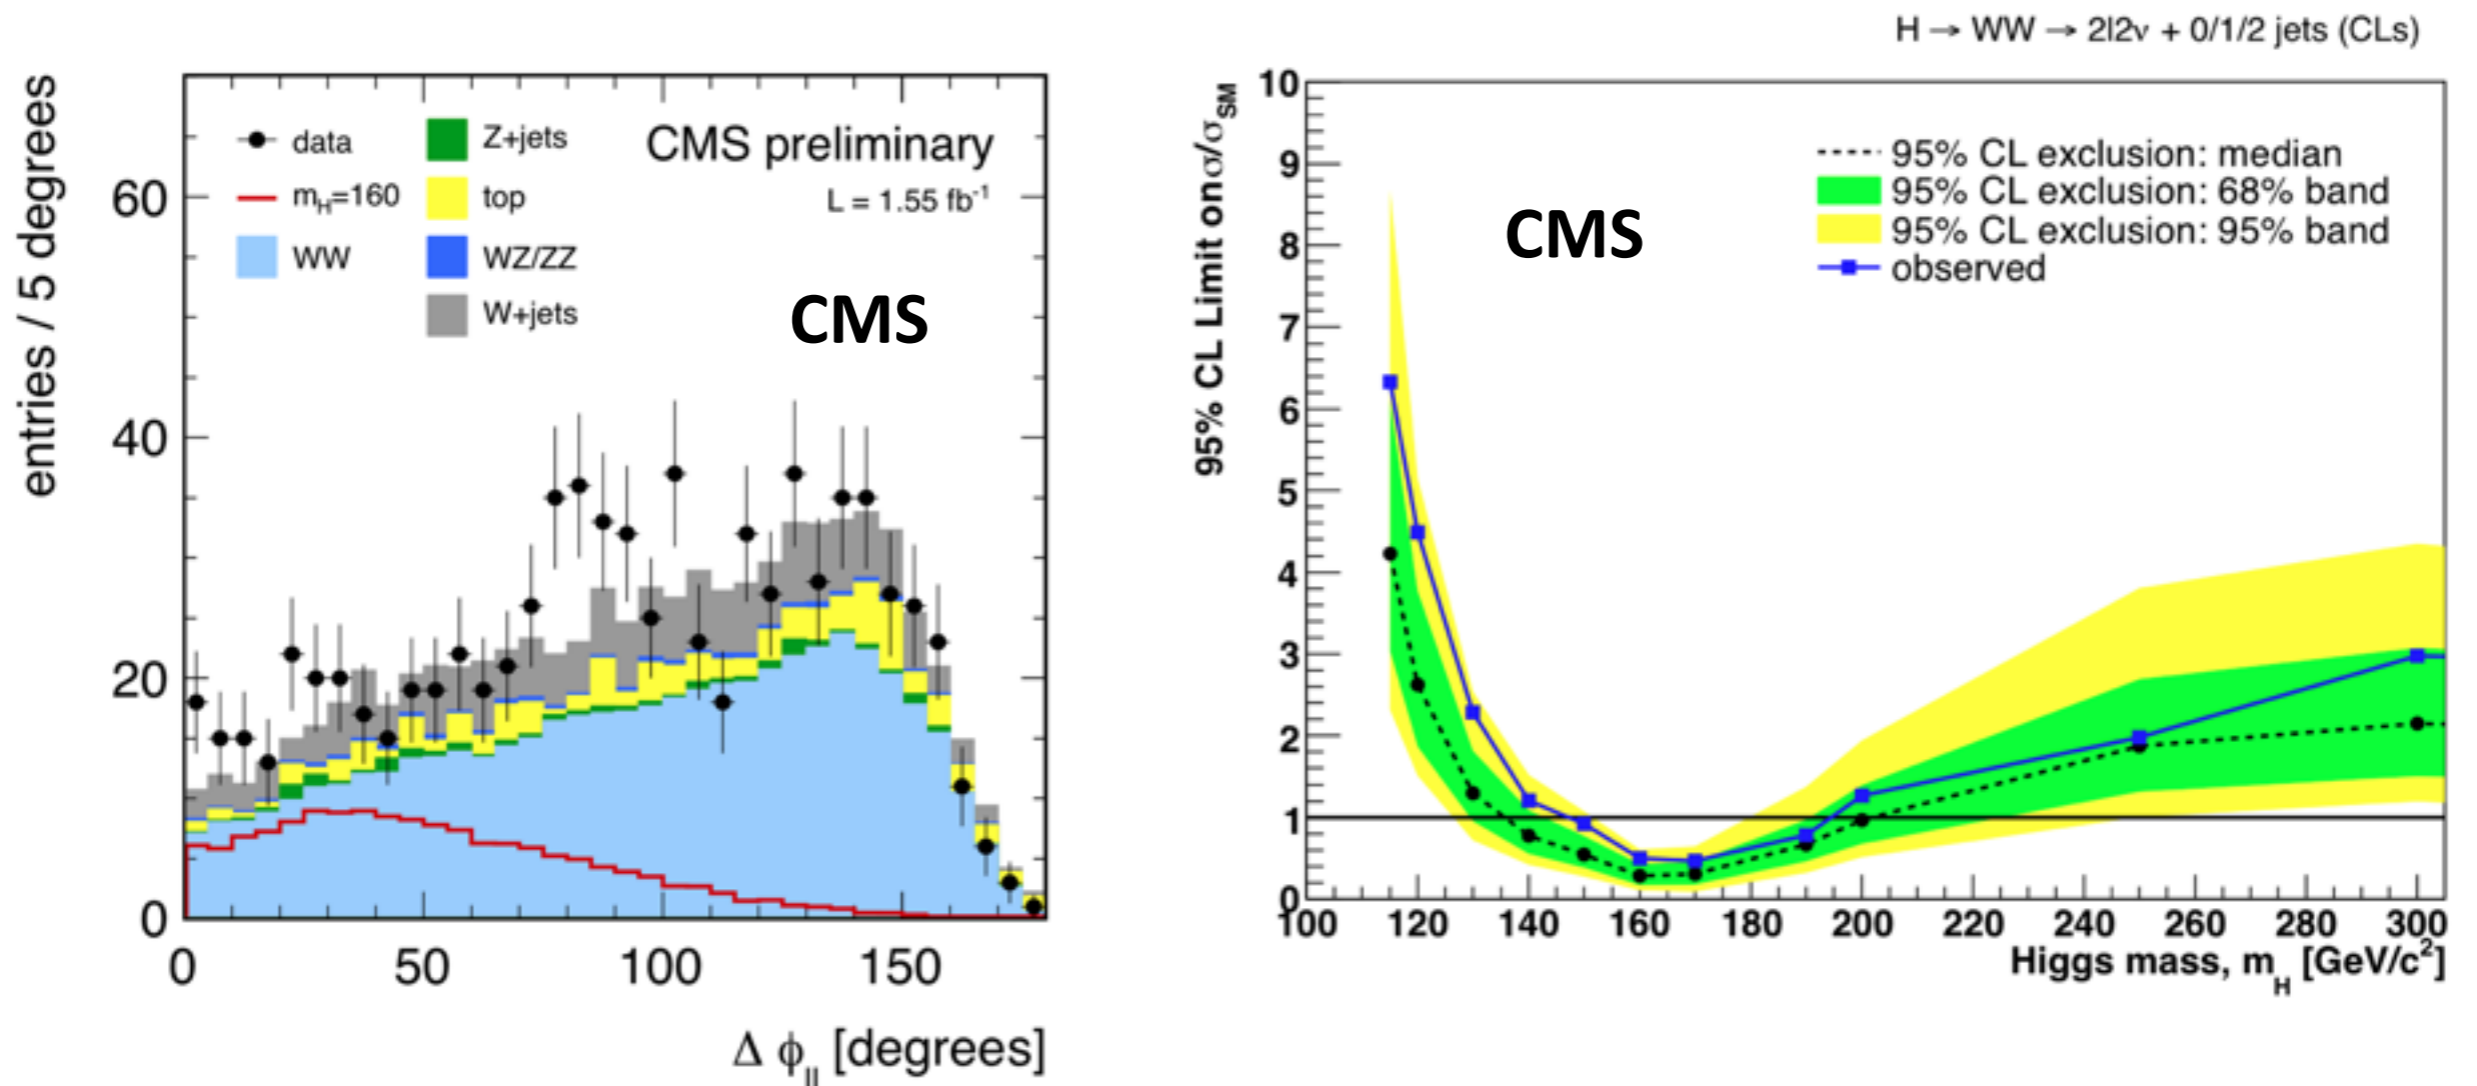 entries / 5 degrees
60
40
20
0
data
m_H=160
WW
Z+jets
top
WZ/ZZ
W+jets
CMS preliminary
L = 1.55 fb⁻¹
CMS
0 50 100 150
Δ ϕ_ll [degrees]
H → WW → 2l2ν + 0/1/2 jets (CLs)
95% CL Limit onσ/σ_SM
10
9
8
7
6
5
4
3
2
1
0
CMS
95% CL exclusion: median
95% CL exclusion: 68% band
95% CL exclusion: 95% band
observed
100 120 140 160 180 200 220 240 260 280 300
Higgs mass, m_H [GeV/c²]